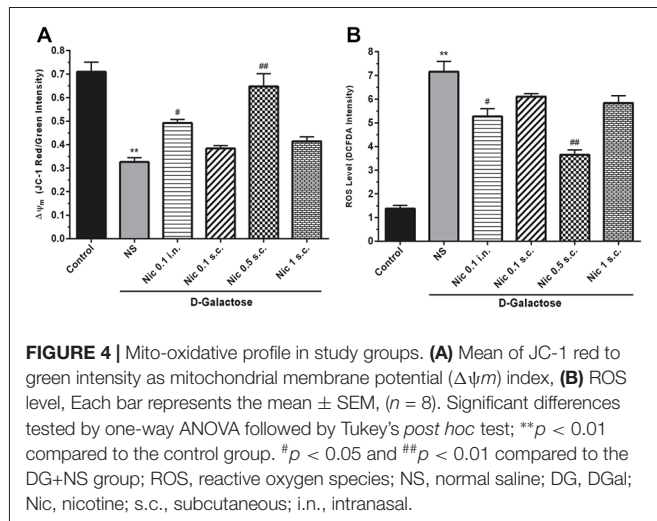 A
B
0.8
0.7
0.6
0.5
0.4
0.3
0.2
0.1
0.0
Δψm (JC-1 Red/Green Intensity)
**
#
##
Control
NS
Nic 0.1 i.n.
Nic 0.1 s.c.
Nic 0.5 s.c.
Nic 1 s.c.
D-Galactose
8
7
6
5
4
3
2
1
0
ROS Level (DCFDA Intensity)
**
#
##
Control
NS
Nic 0.1 i.n.
Nic 0.1 s.c.
Nic 0.5 s.c.
Nic 1 s.c.
D-Galactose
FIGURE 4 | Mito-oxidative profile in study groups. (A) Mean of JC-1 red to
green intensity as mitochondrial membrane potential (Δψm) index, (B) ROS
level, Each bar represents the mean ± SEM, (n = 8). Significant differences
tested by one-way ANOVA followed by Tukey's post hoc test; **p < 0.01
compared to the control group. #p < 0.05 and ##p < 0.01 compared to the
DG+NS group; ROS, reactive oxygen species; NS, normal saline; DG, DGal;
Nic, nicotine; s.c., subcutaneous; i.n., intranasal.